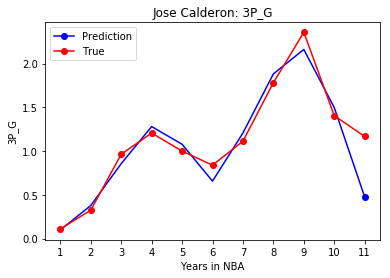 Jose Calderon: 3P_G
Prediction
True
3P_G
2.0
1.5
1.0
0.5
0.0
1 2 3 4 5 6 7 8 9 10 11
Years in NBA